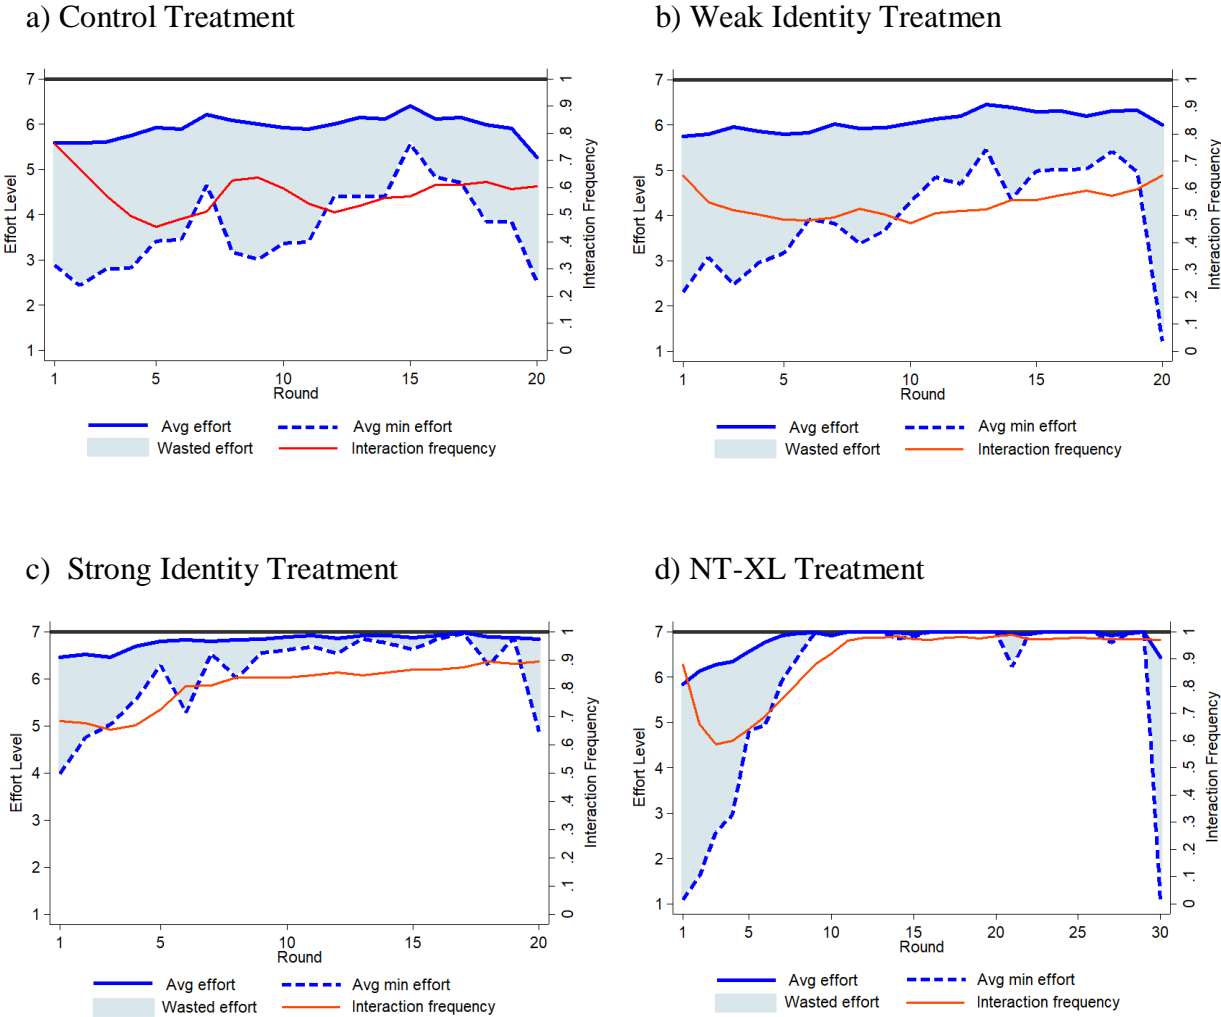 a) Control Treatment
7
6
5
4
3
2
1
Effort Level
1
.9
.8
.7
.6
.5
.4
.3
.2
.1
0
Interaction Frequency
1 5 10 15 20
Round
Avg effort Avg min effort
Wasted effort Interaction frequency
b) Weak Identity Treatmen
7
6
5
4
3
2
1
Effort Level
1
.9
.8
.7
.6
.5
.4
.3
.2
.1
0
Interaction Frequency
1 5 10 15 20
Round
Avg effort Avg min effort
Wasted effort Interaction frequency
c) Strong Identity Treatment
7
6
5
4
3
2
1
Effort Level
1
.9
.8
.7
.6
.5
.4
.3
.2
.1
0
Interaction Frequency
1 5 10 15 20
Round
Avg effort Avg min effort
Wasted effort Interaction frequency
d) NT-XL Treatment
7
6
5
4
3
2
1
Effort Level
1
.9
.8
.7
.6
.5
.4
.3
.2
.1
0
Interaction Frequency
1 5 10 15 20 25 30
Round
Avg effort Avg min effort
Wasted effort Interaction frequency